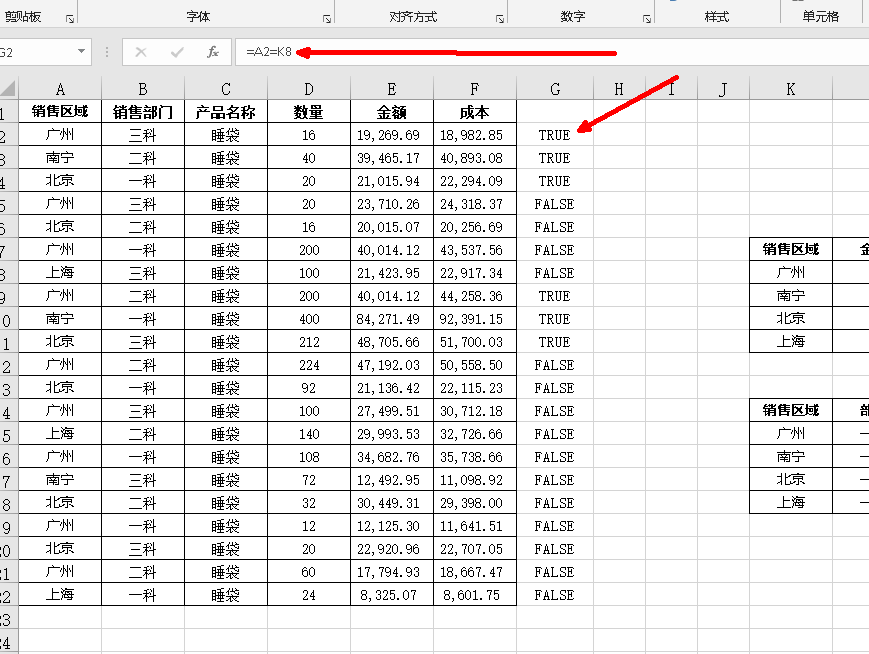 剪贴板 字体 对齐方式 数字 样式 单元格
G2 fx =A2=K8
A B C D E F G H I J K
1 销售区域 销售部门 产品名称 数量 金额 成本
2 广州 三科 睡袋 16 19,269.69 18,982.85 TRUE
3 南宁 二科 睡袋 40 39,465.17 40,893.08 TRUE
4 北京 一科 睡袋 20 21,015.94 22,294.09 TRUE
5 广州 三科 睡袋 20 23,710.26 24,318.37 FALSE
6 北京 二科 睡袋 16 20,015.07 20,256.69 FALSE
7 广州 一科 睡袋 200 40,014.12 43,537.56 FALSE 销售区域 金
8 上海 三科 睡袋 100 21,423.95 22,917.34 FALSE 广州
9 广州 二科 睡袋 200 40,014.12 44,258.36 TRUE 南宁
0 南宁 一科 睡袋 400 84,271.49 92,391.15 TRUE 北京
1 北京 三科 睡袋 212 48,705.66 51,700.03 TRUE 上海
2 广州 二科 睡袋 224 47,192.03 50,558.50 FALSE
3 北京 一科 睡袋 92 21,136.42 22,115.23 FALSE
4 广州 三科 睡袋 100 27,499.51 30,712.18 FALSE 销售区域 部
5 上海 二科 睡袋 140 29,993.53 32,726.66 FALSE 广州 一
6 广州 一科 睡袋 108 34,682.76 35,738.66 FALSE 南宁 一
7 南宁 三科 睡袋 72 12,492.95 11,098.92 FALSE 北京 一
8 北京 二科 睡袋 32 30,449.31 29,398.00 FALSE 上海 一
9 广州 一科 睡袋 12 12,125.30 11,641.51 FALSE
20 北京 三科 睡袋 20 22,920.96 22,707.05 FALSE
21 广州 二科 睡袋 60 17,794.93 18,667.47 FALSE
22 上海 一科 睡袋 24 8,325.07 8,601.75 FALSE
23
24